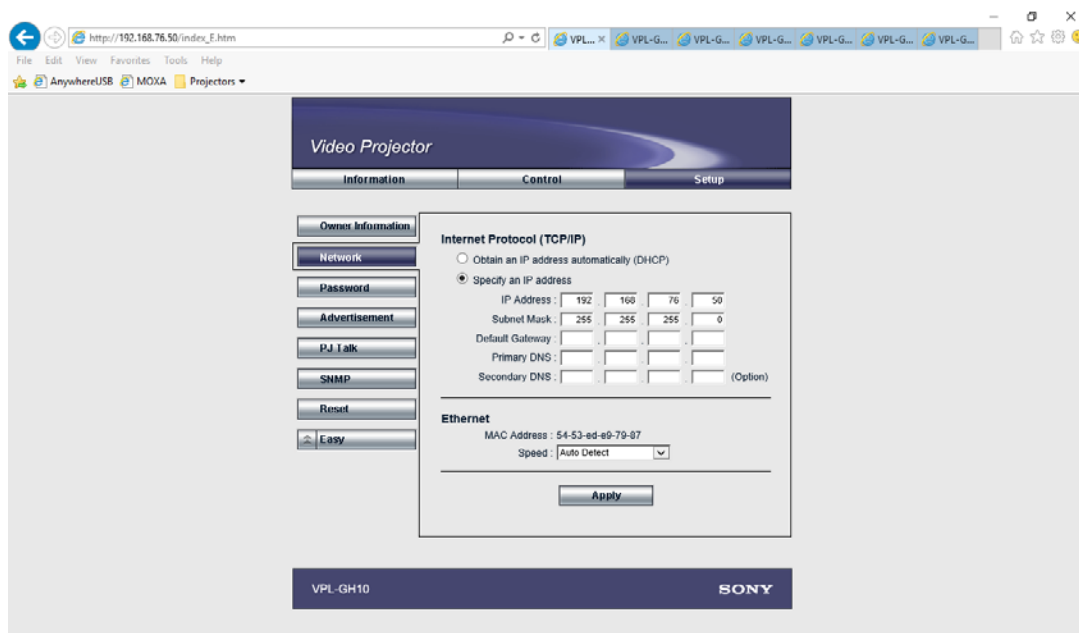 http://192.168.76.50/index_E.htm
VPL... × VPL-G... VPL-G... VPL-G... VPL-G... VPL-G... VPL-G...
File Edit View Favorites Tools Help
AnywhereUSB MOXA Projectors
Video Projector
Information Control Setup
Owner Information
Network
Password
Advertisement
PJ Talk
SNMP
Reset
Easy
Internet Protocol (TCP/IP)
Obtain an IP address automatically (DHCP)
Specify an IP address
IP Address : 192 . 168 . 76 . 50
Subnet Mask : 255 . 255 . 255 . 0
Default Gateway : . . .
Primary DNS : . . .
Secondary DNS : . . . (Option)
Ethernet
MAC Address : 54-53-ed-e9-79-87
Speed : Auto Detect
Apply
VPL-GH10 SONY